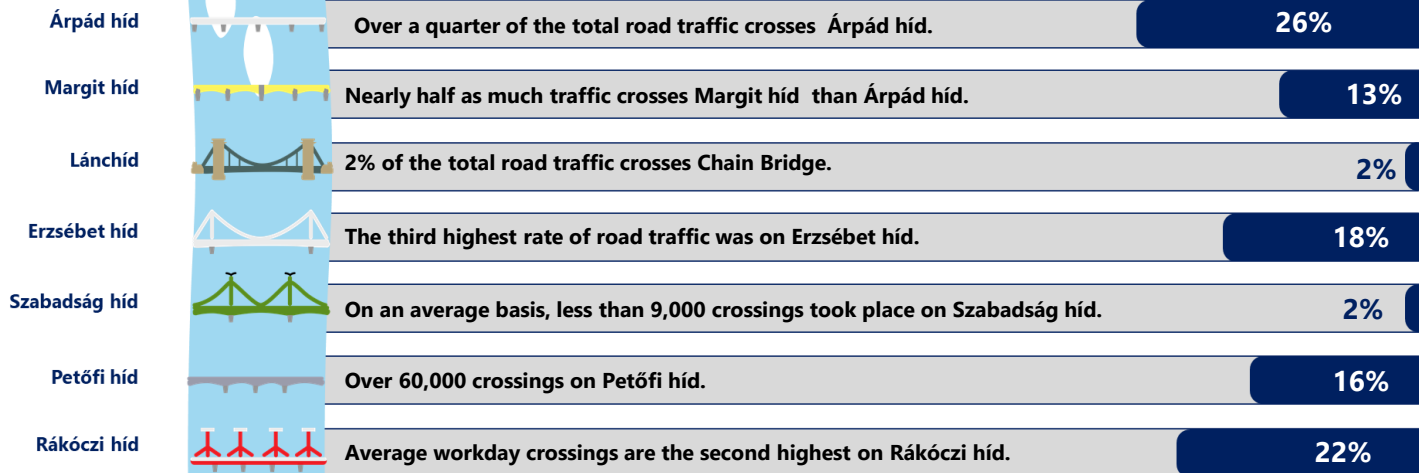 Árpád híd Over a quarter of the total road traffic crosses Árpád híd. 26%
Margit híd Nearly half as much traffic crosses Margit híd than Árpád híd. 13%
Lánchíd 2% of the total road traffic crosses Chain Bridge. 2%
Erzsébet híd The third highest rate of road traffic was on Erzsébet híd. 18%
Szabadság híd On an average basis, less than 9,000 crossings took place on Szabadság híd. 2%
Petőfi híd Over 60,000 crossings on Petőfi híd. 16%
Rákóczi híd Average workday crossings are the second highest on Rákóczi híd. 22%